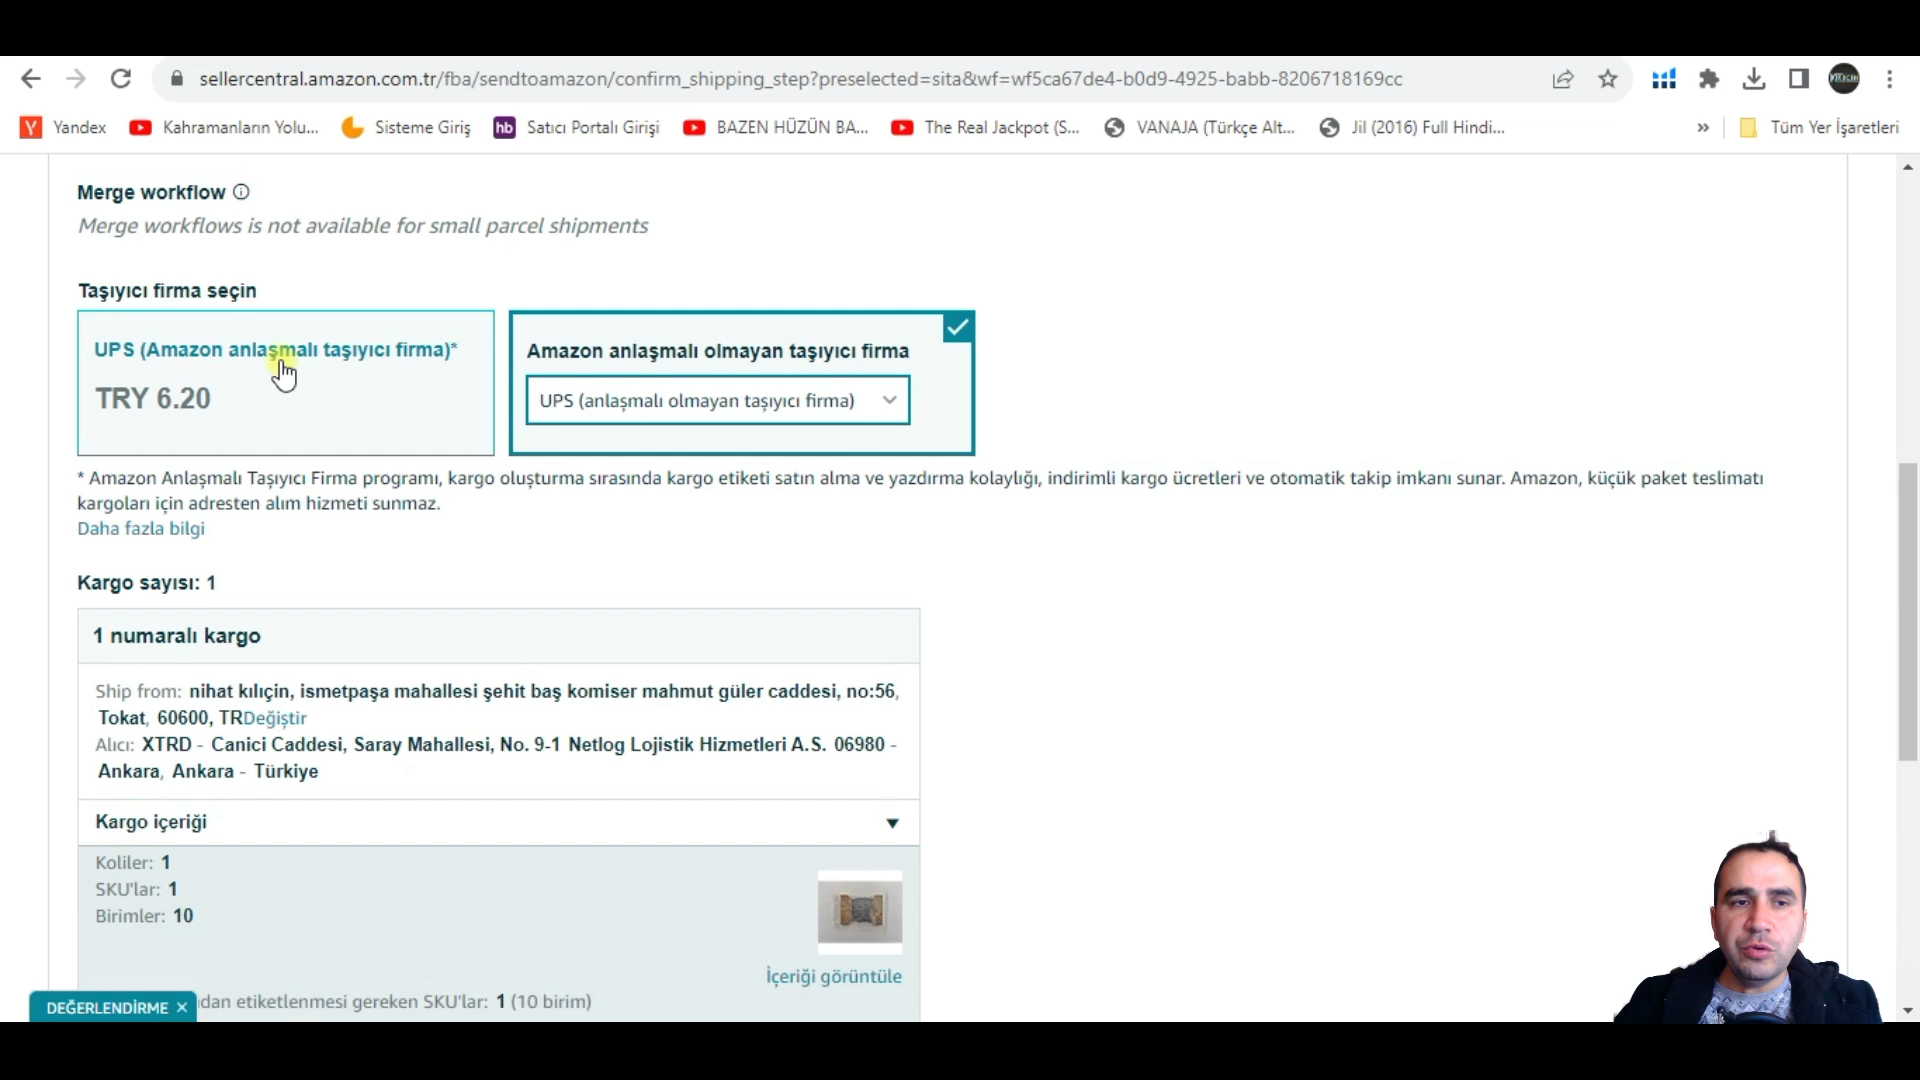 sellercentral.amazon.com.tr/fba/sendtoamazon/confirm_shipping_step?preselected=sita&wf=wf5ca67de4-b0d9-4925-babb-8206718169cc
Yandex Kahramanların Yolu... Sisteme Giriş hb Satıcı Portalı Girişi BAZEN HÜZÜN BA... The Real Jackpot (S... VANAJA (Türkçe Alt... Jil (2016) Full Hindi... » Tüm Yer İşaretleri
Merge workflow
Merge workflows is not available for small parcel shipments
Taşıyıcı firma seçin
UPS (Amazon anlaşmalı taşıyıcı firma)*
TRY 6.20
Amazon anlaşmalı olmayan taşıyıcı firma
UPS (anlaşmalı olmayan taşıyıcı firma)
* Amazon Anlaşmalı Taşıyıcı Firma programı, kargo oluşturma sırasında kargo etiketi satın alma ve yazdırma kolaylığı, indirimli kargo ücretleri ve otomatik takip imkanı sunar. Amazon, küçük paket teslimatı
kargoları için adresten alım hizmeti sunmaz.
Daha fazla bilgi
Kargo sayısı: 1
1 numaralı kargo
Ship from: nihat kılıçin, ismetpaşa mahallesi şehit baş komiser mahmut güler caddesi, no:56,
Tokat, 60600, TRDeğiştir
Alıcı: XTRD - Canici Caddesi, Saray Mahallesi, No. 9-1 Netlog Lojistik Hizmetleri A.S. 06980 -
Ankara, Ankara - Türkiye
Kargo içeriği
Koliler: 1
SKU'lar: 1
Birimler: 10
İçeriği görüntüle
dan etiketlenmesi gereken SKU'lar: 1 (10 birim)
DEĞERLENDİRME ×